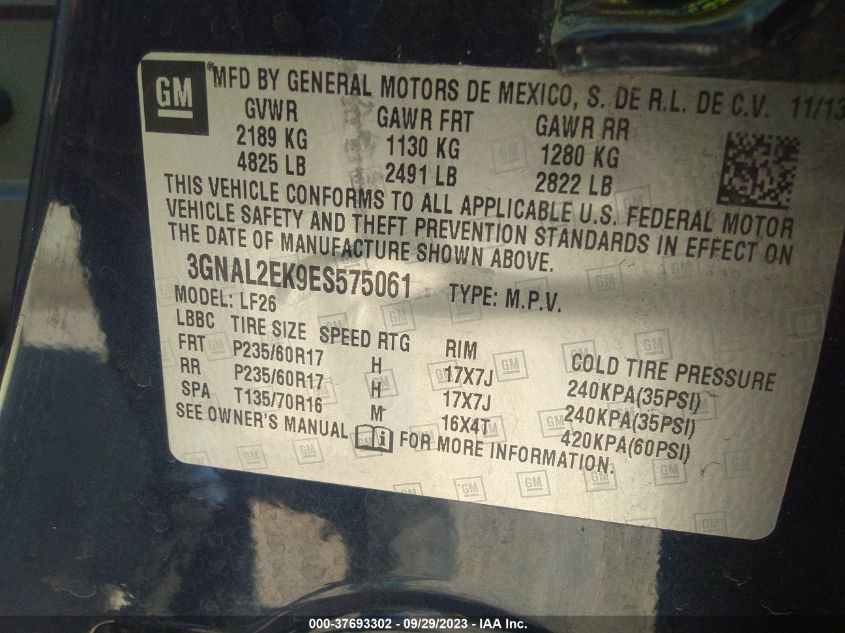 GM
MFD BY GENERAL MOTORS DE MEXICO, S. DE R.L. DE C.V. 11/13
GVWR GAWR FRT GAWR RR
2189 KG 1130 KG 1280 KG
4825 LB 2491 LB 2822 LB
THIS VEHICLE CONFORMS TO ALL APPLICABLE U.S. FEDERAL MOTOR
VEHICLE SAFETY AND THEFT PREVENTION STANDARDS IN EFFECT ON
THE DATE OF MANUFACTURE SHOWN ABOVE.
3GNAL2EK9ES575061 TYPE: M.P.V.
MODEL: LF26
LBBC TIRE SIZE SPEED RTG RIM COLD TIRE PRESSURE
FRT P235/60R17 H 17X7J 240KPA(35PSI)
RR P235/60R17 H 17X7J 240KPA(35PSI)
SPA T135/70R16 M 16X4T 420KPA(60PSI)
SEE OWNER'S MANUAL FOR MORE INFORMATION.
000-37693302 - 09/29/2023 - IAA Inc.